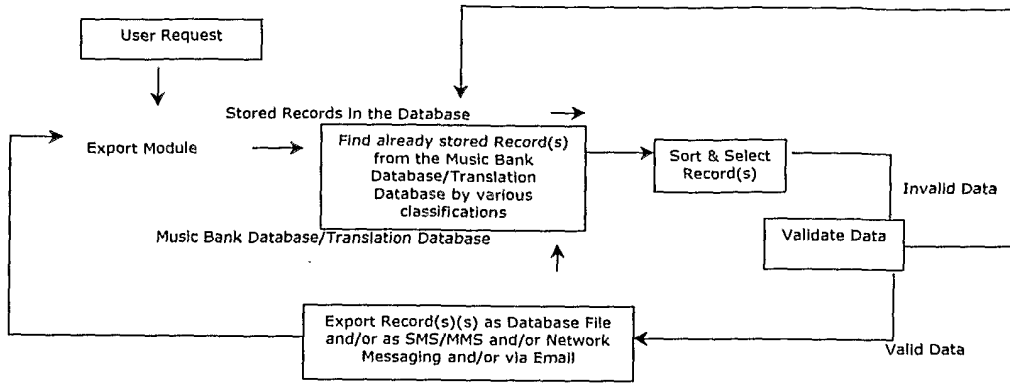 User Request
Stored Records in the Database
Export Module
Find already stored Record(s)
from the Music Bank
Database/Translation
Database by various
classifications
Sort & Select
Record(s)
Invalid Data
Music Bank Database/Translation Database
Validate Data
Export Record(s)(s) as Database File
and/or as SMS/MMS and/or Network
Messaging and/or via Email
Valid Data